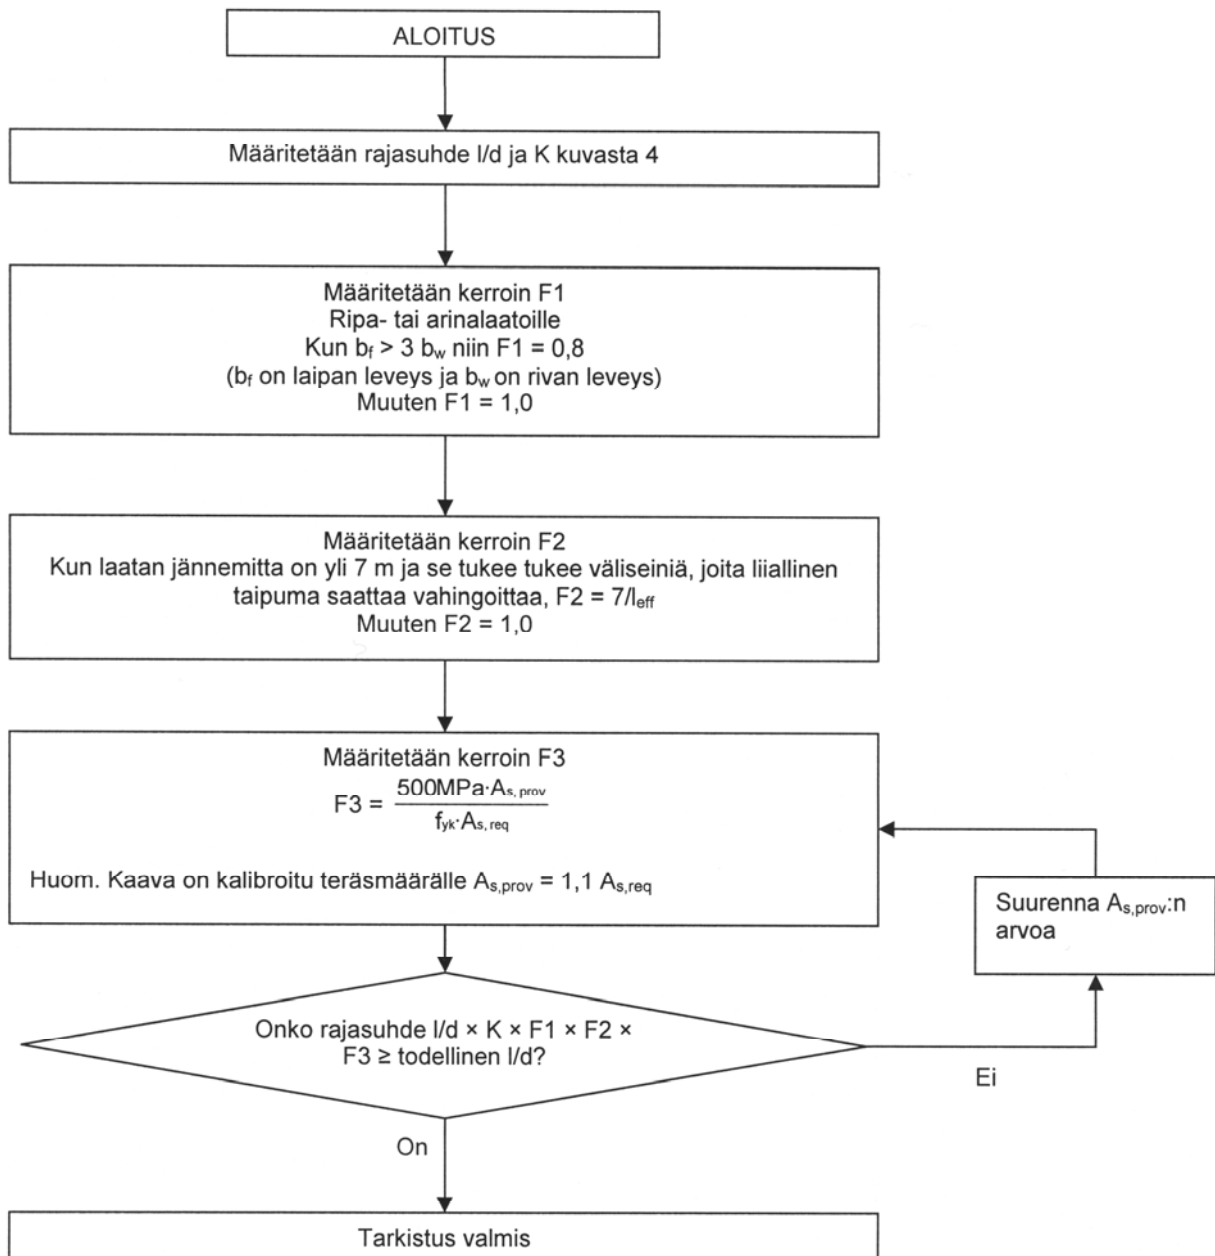 ALOITUS
Määritetään rajasuhde l/d ja K kuvasta 4
Määritetään kerroin F1
Ripa- tai arinalaatoille
Kun bf > 3 bw niin F1 = 0,8
(bf on laipan leveys ja bw on rivan leveys)
Muuten F1 = 1,0
Määritetään kerroin F2
Kun laatan jännemitta on yli 7 m ja se tukee tukee väliseiniä, joita liiallinen
taipuma saattaa vahingoittaa, F2 = 7/leff
Muuten F2 = 1,0
Määritetään kerroin F3
F3 = 500MPa·As, prov / fyk·As, req
Huom. Kaava on kalibroitu teräsmäärälle As,prov = 1,1 As,req
Suurenna As,prov:n
arvoa
Onko rajasuhde l/d × K × F1 × F2 ×
F3 ≥ todellinen l/d?
Ei
On
Tarkistus valmis